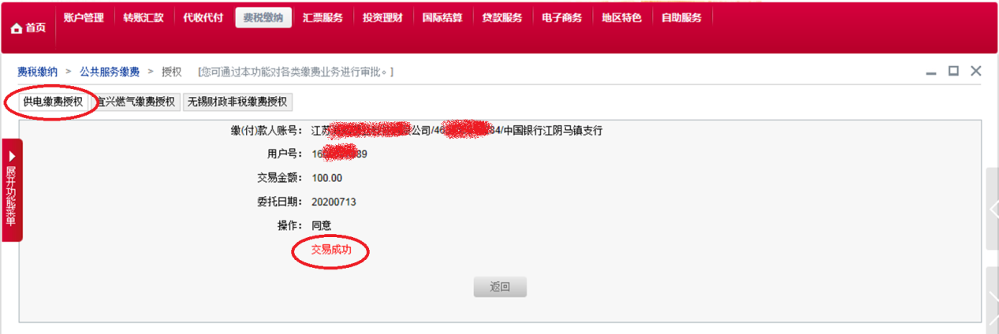 首页 账户管理 转账汇款 代收代付 费税缴纳 汇票服务 投资理财 国际结算 贷款服务 电子商务 地区特色 自助服务
费税缴纳 > 公共服务缴费 > 授权 [您可通过本功能对各类缴费业务进行审批。]
供电缴费授权 宜兴燃气缴费授权 无锡财政非税缴费授权
缴(付)款人账号： 江苏 公司/46 84/中国银行江阴马镇支行
用户号： 16 89
交易金额： 100.00
委托日期： 20200713
操作： 同意
交易成功
返回
展开功能菜单